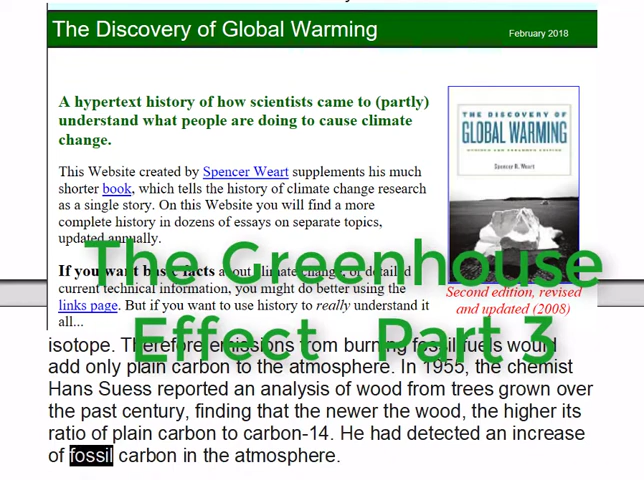 The Discovery of Global Warming
February 2018
A hypertext history of how scientists came to (partly)
understand what people are doing to cause climate
change.
This Website created by Spencer Weart supplements his much
shorter book, which tells the history of climate change research
as a single story. On this Website you will find a more
complete history in dozens of essays on separate topics,
updated annually.
If you want basic facts about climate change, or detailed
current technical information, you might do better using the
links page. But if you want to use history to really understand it
all...
THE DISCOVERY OF
GLOBAL WARMING
REVISED AND EXPANDED EDITION
Spencer R. Weart
Second edition, revised
and updated (2008)
The Greenhouse
Effect Part 3
isotope. Therefore emissions from burning fossil fuels would
add only plain carbon to the atmosphere. In 1955, the chemist
Hans Suess reported an analysis of wood from trees grown over
the past century, finding that the newer the wood, the higher its
ratio of plain carbon to carbon-14. He had detected an increase
of fossil carbon in the atmosphere.